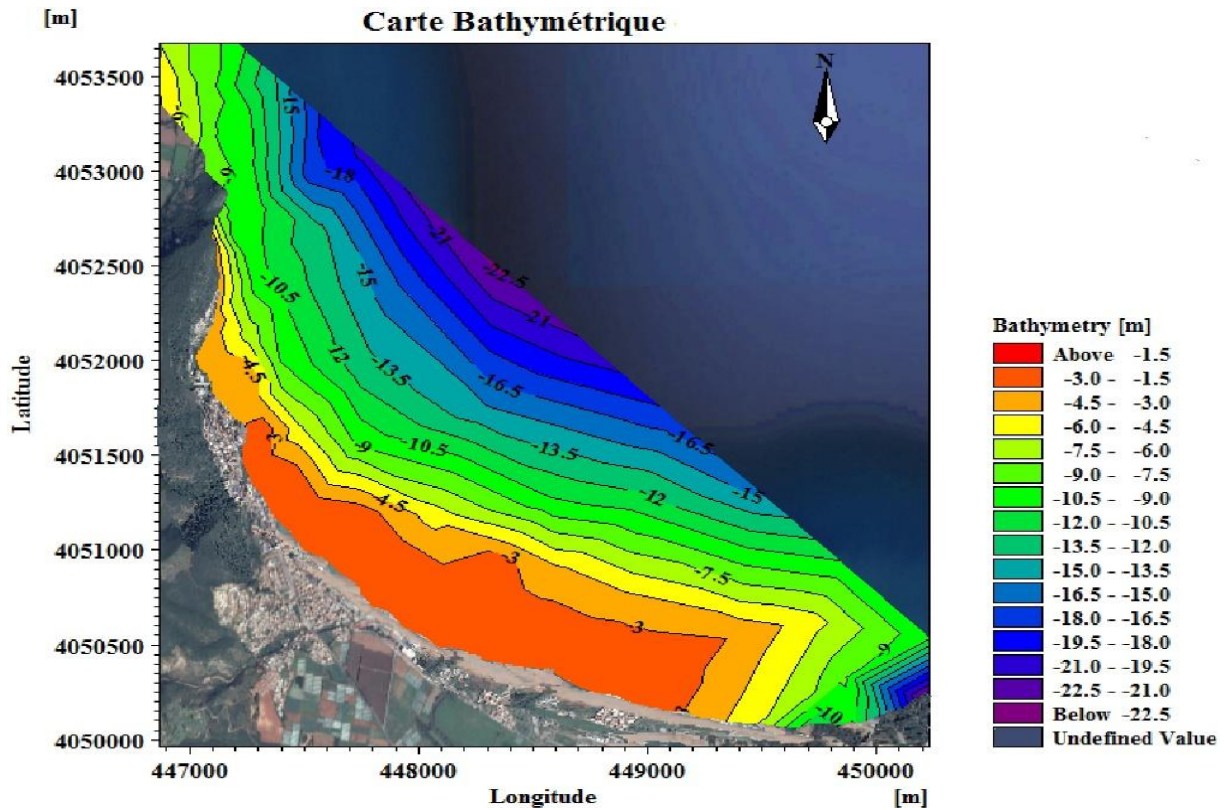 [m]
Carte Bathymétrique
N
4053500
4053000
4052500
4052000
4051500
4051000
4050500
4050000
Latitude
447000
448000
449000
450000
Longitude
[m]
-15
-6
-18
-21
-22.5
-21
-15
-10.5
-12
-13.5
-16.5
-4.5
-3
-9
-10.5
-13.5
-16.5
-12
-15
-4.5
-3
-7.5
-3
-9
-10
Bathymetry [m]
Above -1.5
-3.0 - -1.5
-4.5 - -3.0
-6.0 - -4.5
-7.5 - -6.0
-9.0 - -7.5
-10.5 - -9.0
-12.0 - -10.5
-13.5 - -12.0
-15.0 - -13.5
-16.5 - -15.0
-18.0 - -16.5
-19.5 - -18.0
-21.0 - -19.5
-22.5 - -21.0
Below -22.5
Undefined Value